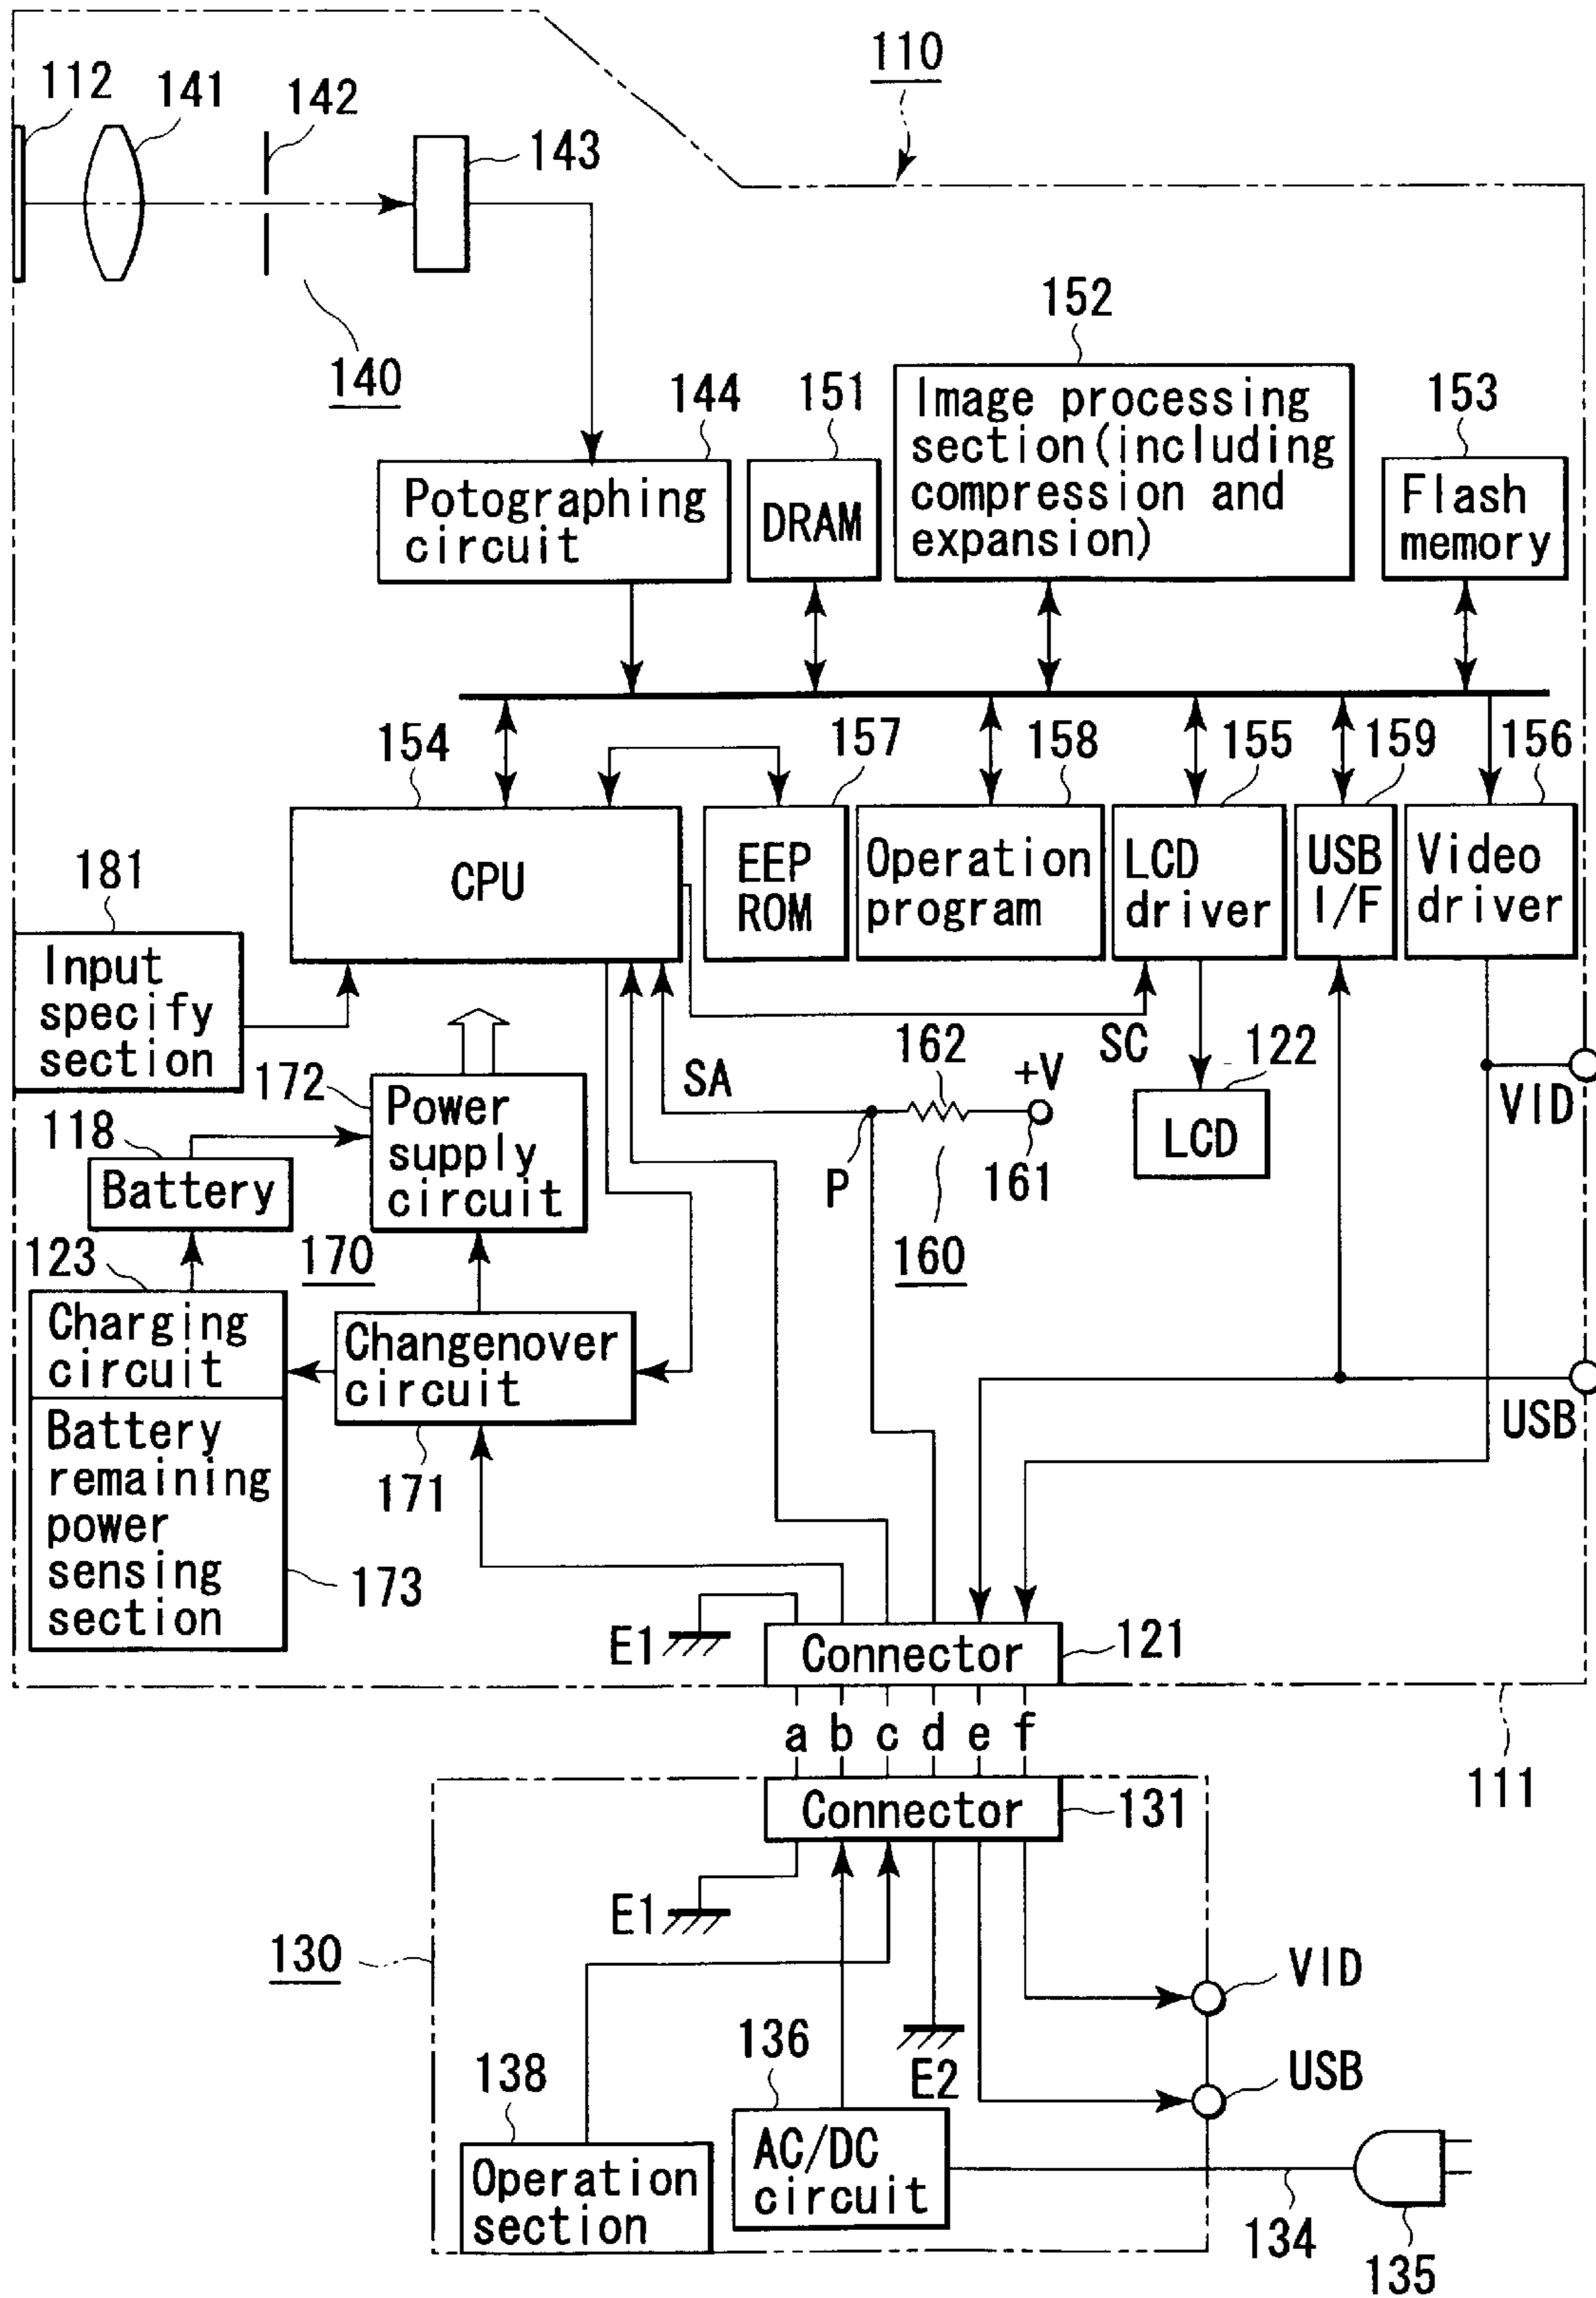 110
112
141
142
143
140
152
144
151
153
Image processing
section(including
compression and
expansion)
Potographing
circuit
DRAM
Flash
memory
154
157
158
155
159
156
CPU
EEP
ROM
Operation
program
LCD
driver
USB
I/F
Video
driver
181
Input
specify
section
SA
162
+V
SC
122
VID
172
Power
supply
circuit
118
Battery
P
161
LCD
123
170
160
Charging
circuit
Changenover
circuit
171
USB
Battery
remaining
power
sensing
section
173
E1
Connector
121
a b c d e f
111
Connector
131
E1
130
VID
136
E2
USB
138
AC/DC
circuit
Operation
section
134
135